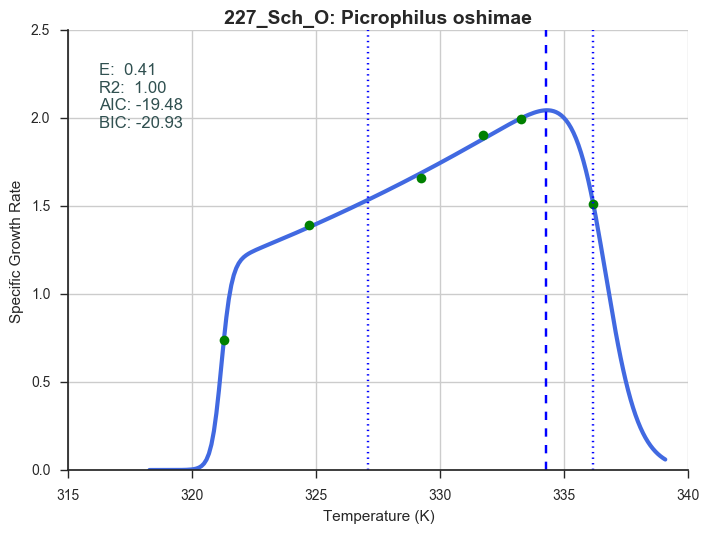 227_Sch_O: Picrophilus oshimae
2.5
2.0
1.5
1.0
0.5
0.0
E:  0.41
R2:  1.00
AIC: -19.48
BIC: -20.93
Specific Growth Rate
315
320
325
330
335
340
Temperature (K)